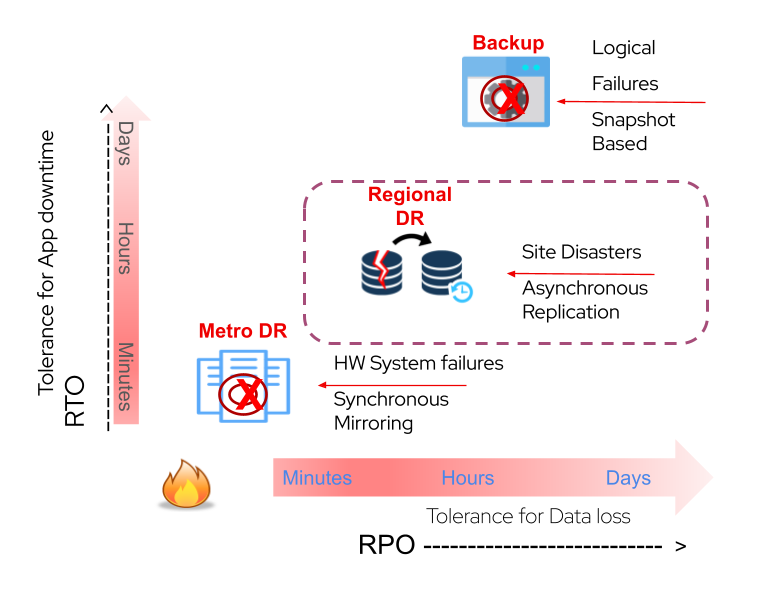 Backup
Logical
Failures
Snapshot
Based
Regional
DR
Site Disasters
Asynchronous
Replication
Metro DR
HW System failures
Synchronous
Mirroring
Tolerance for App downtime
RTO
Days
Hours
Minutes
Minutes Hours Days
Tolerance for Data loss
RPO --------------------------- >